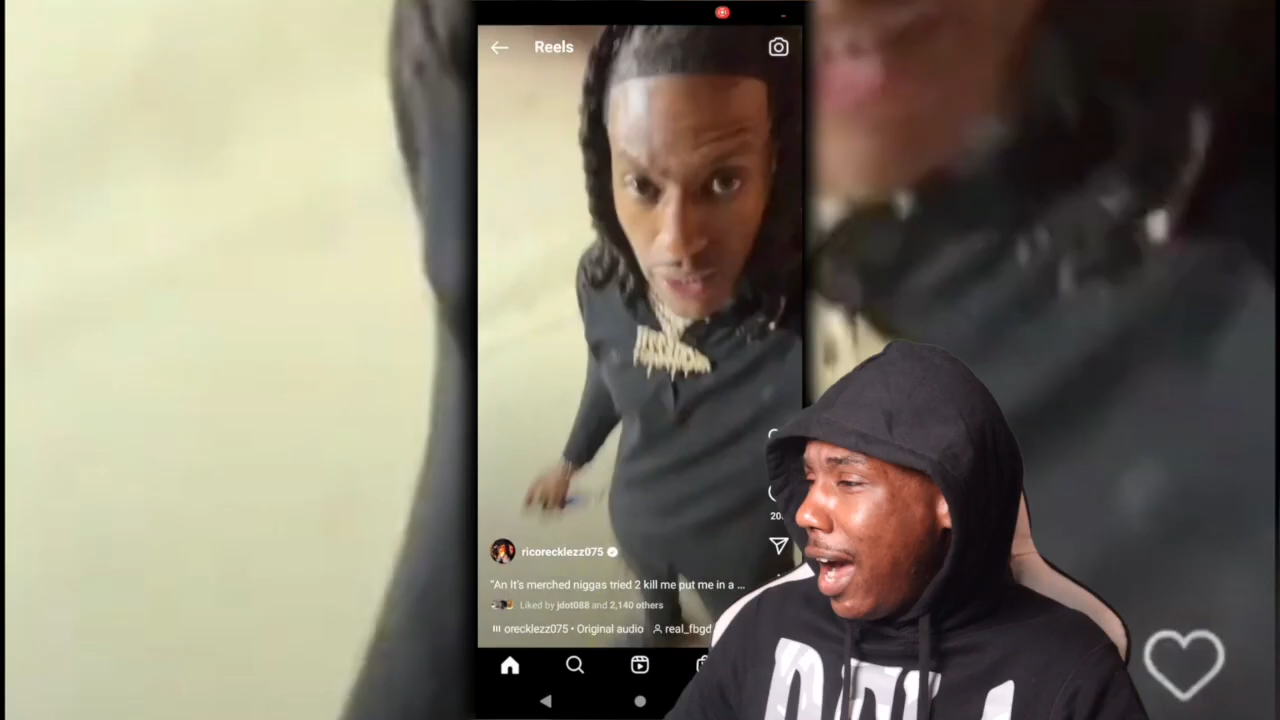 Reels
20
ricorecklezz075
"An It's merched niggas tried 2 kill me put me in a ...
Liked by jdot088 and 2,140 others
orecklezz075 • Original audio real_fbgd